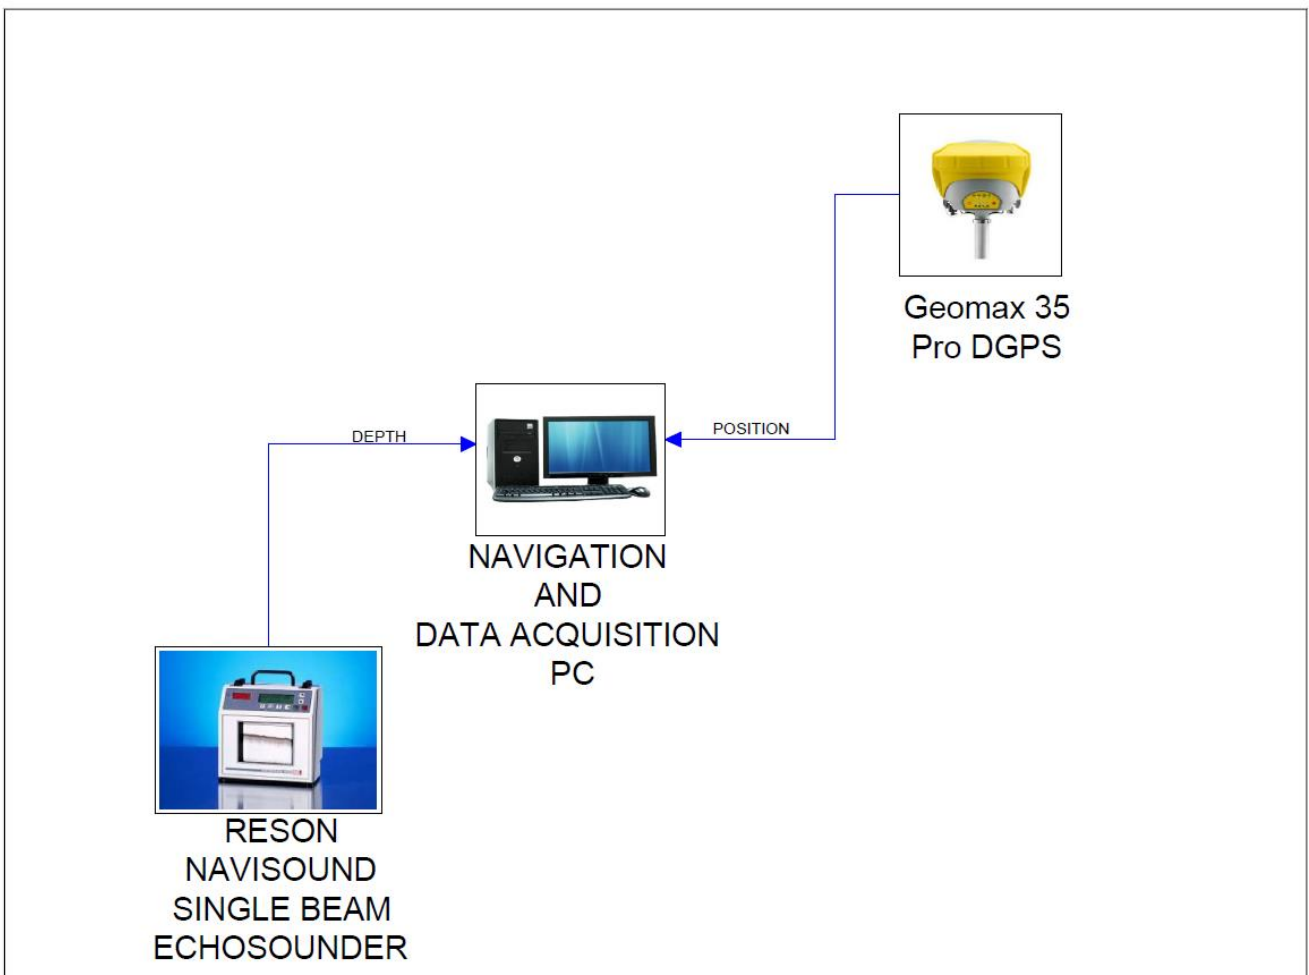 Geomax 35
Pro DGPS
DEPTH
POSITION
NAVIGATION
AND
DATA ACQUISITION
PC
RESON
NAVISOUND
SINGLE BEAM
ECHOSOUNDER